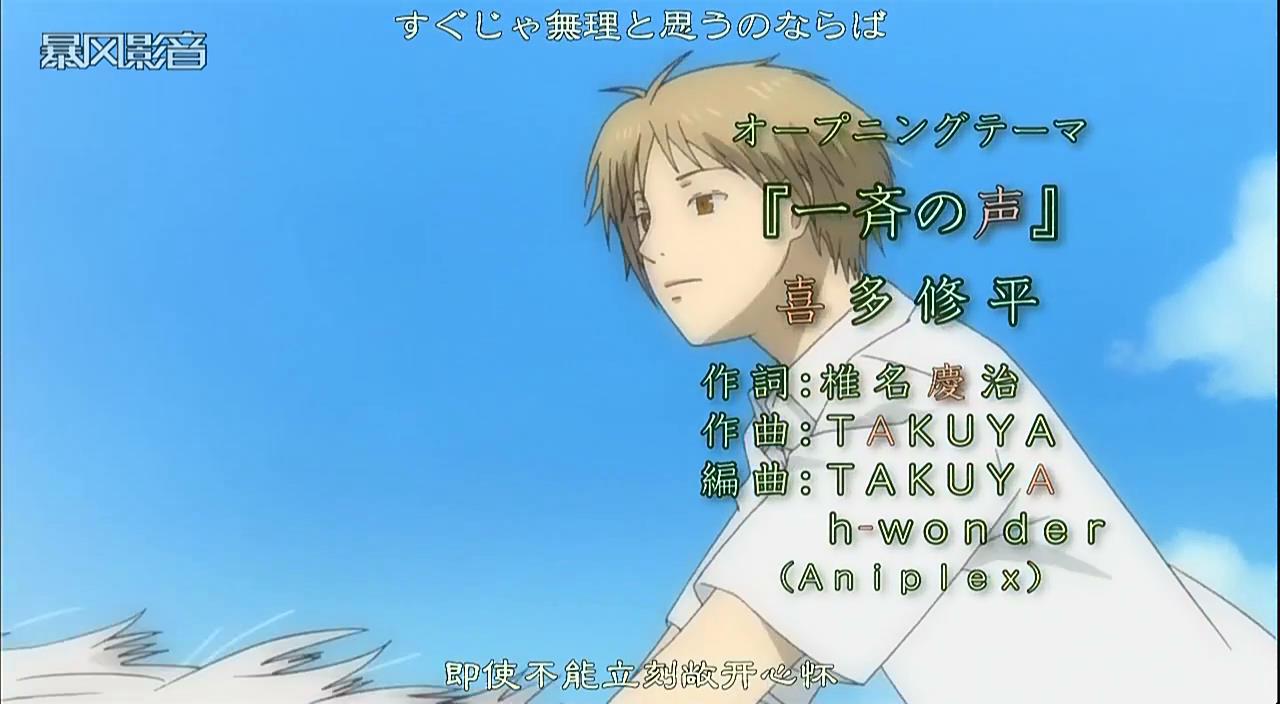 すぐじゃ無理と思うのならば
暴风影音
オープニングテーマ
『一斉の声』
喜多修平
作詞:椎名慶治
作曲:TAKUYA
編曲:TAKUYA
h-wonder
(Aniplex)
即使不能立刻敞开心怀